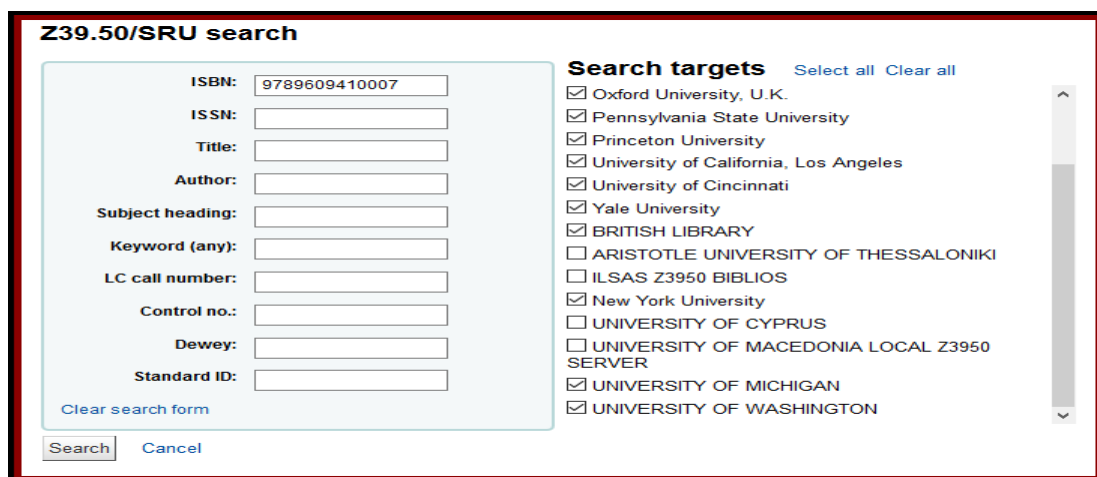 Z39.50/SRU search
ISBN: 9789609410007
ISSN:
Title:
Author:
Subject heading:
Keyword (any):
LC call number:
Control no.:
Dewey:
Standard ID:
Clear search form
Search Cancel
Search targets Select all Clear all
Oxford University, U.K.
Pennsylvania State University
Princeton University
University of California, Los Angeles
University of Cincinnati
Yale University
BRITISH LIBRARY
ARISTOTLE UNIVERSITY OF THESSALONIKI
ILSAS Z3950 BIBLIOS
New York University
UNIVERSITY OF CYPRUS
UNIVERSITY OF MACEDONIA LOCAL Z3950
SERVER
UNIVERSITY OF MICHIGAN
UNIVERSITY OF WASHINGTON